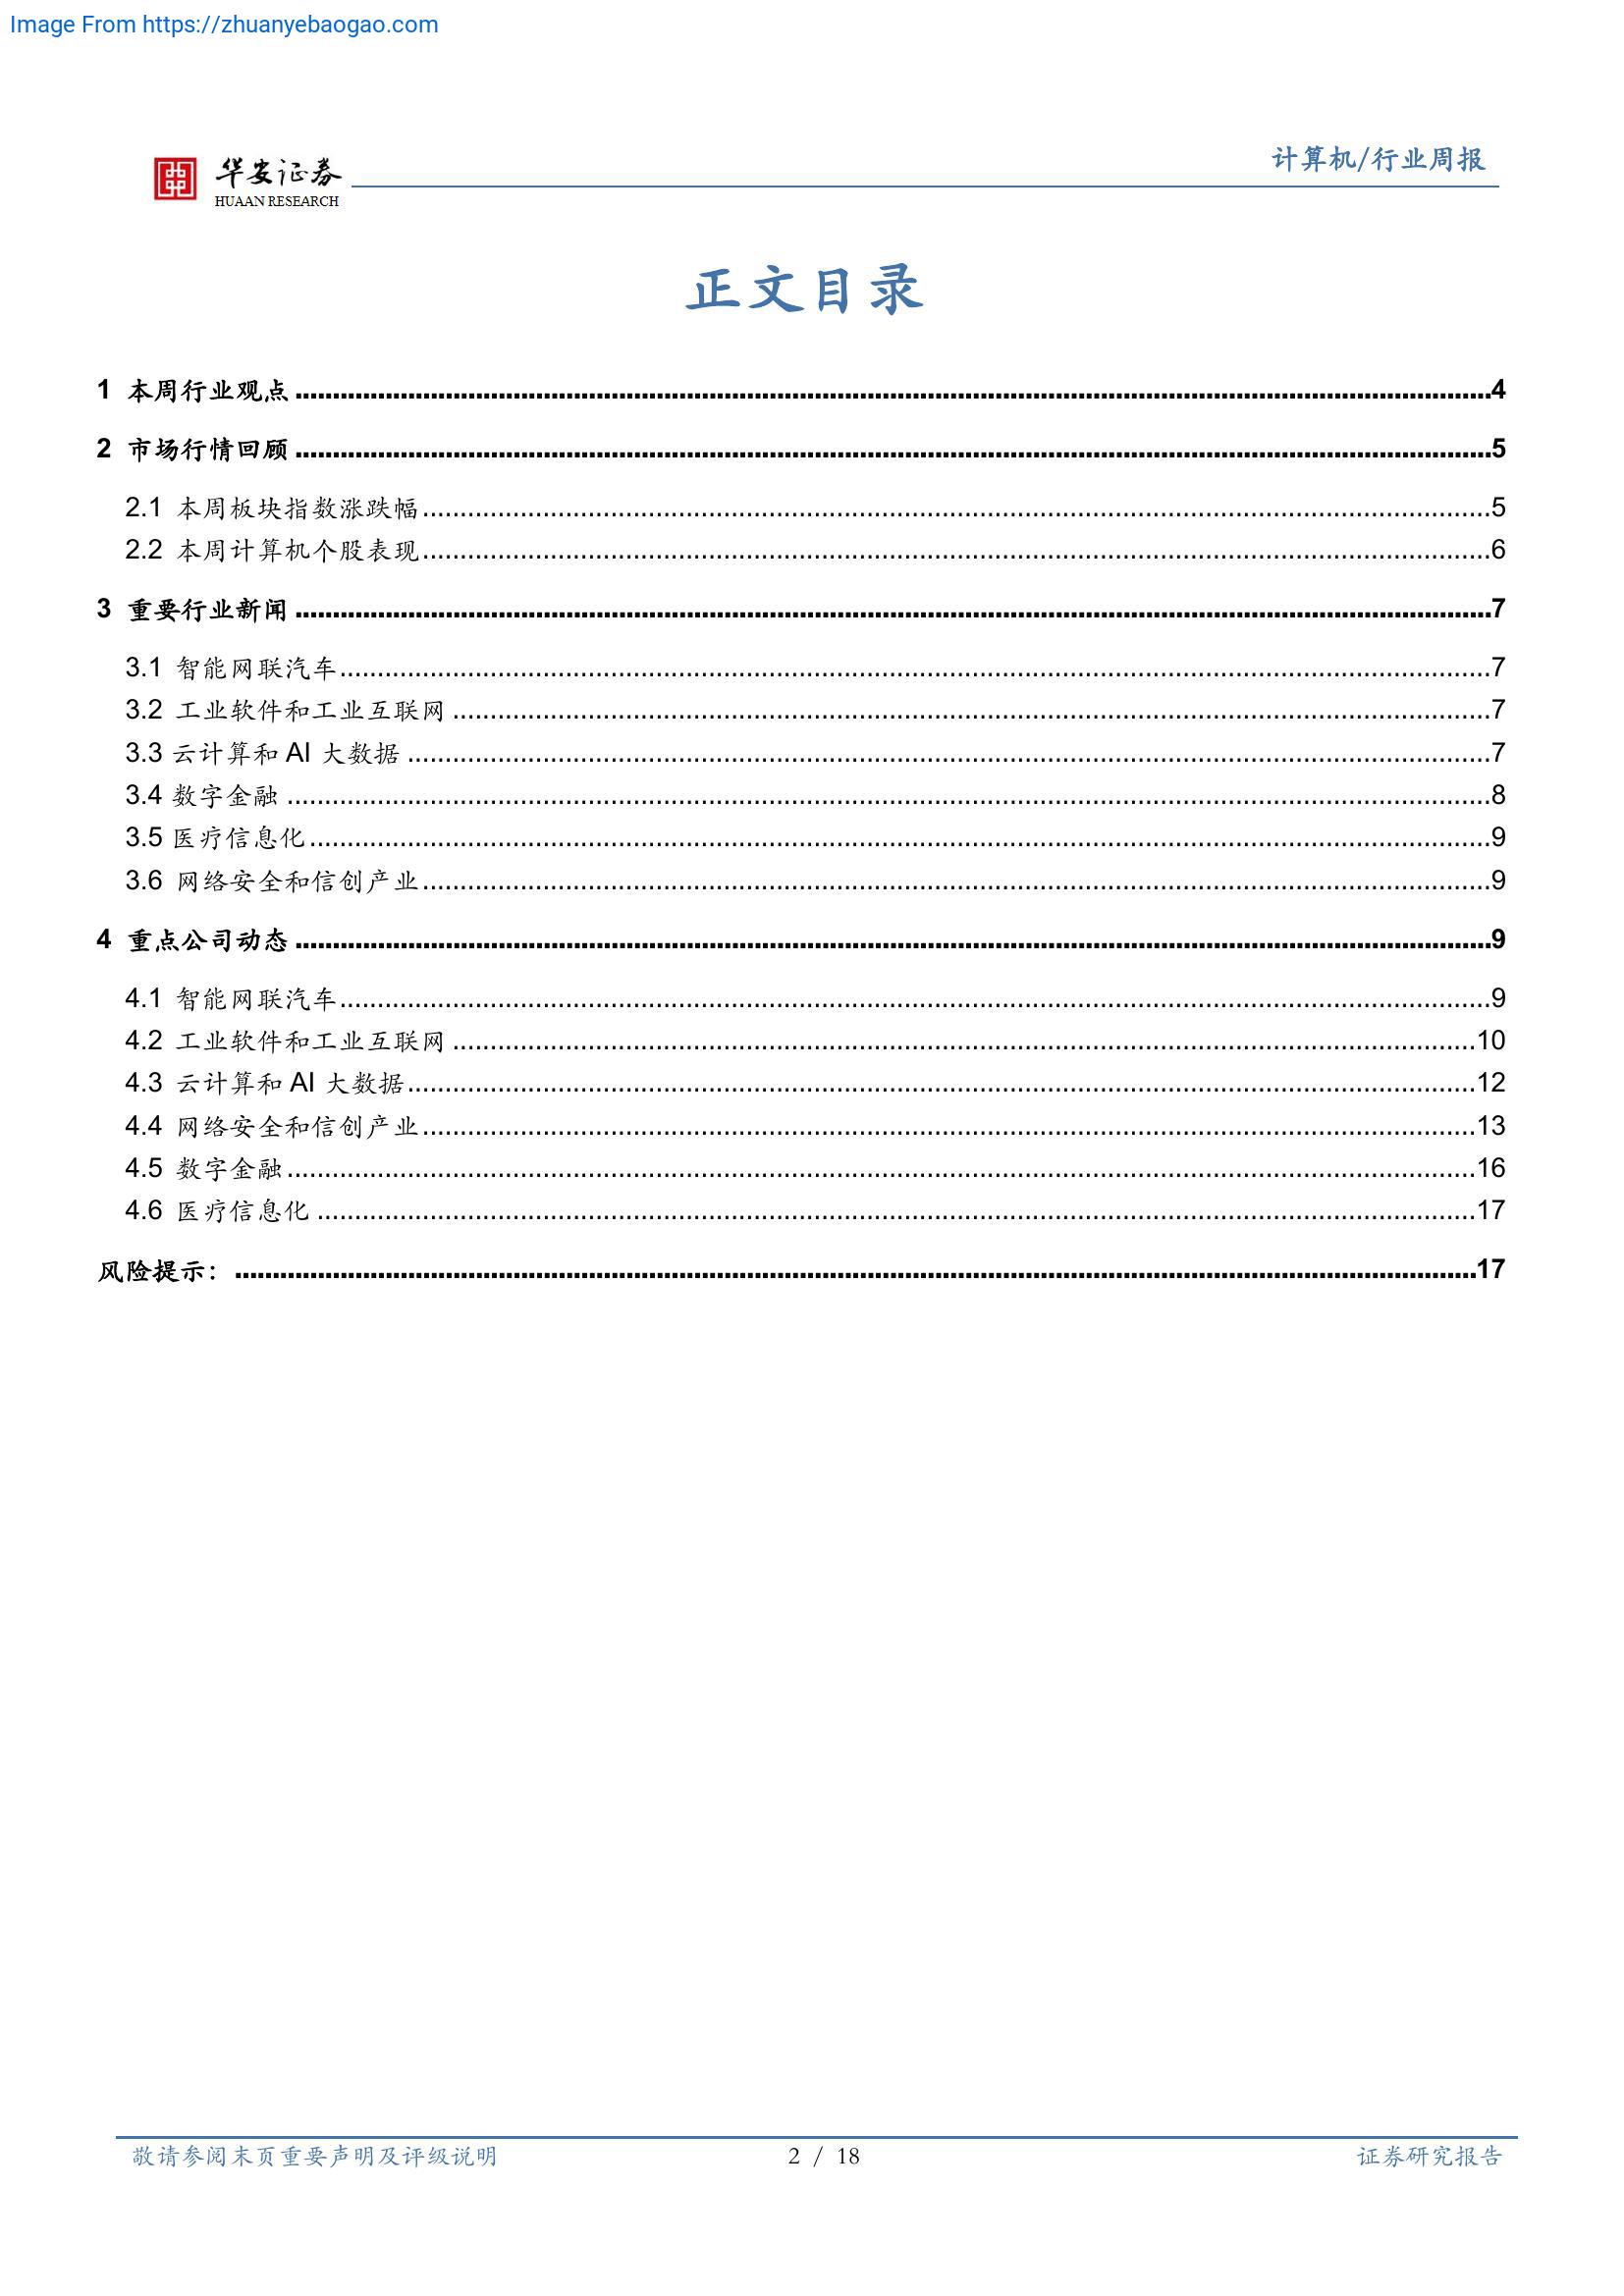 Image From https://zhuanyebaogao.com
华安证券
HUAAN RESEARCH
计算机/行业周报
正文目录
1 本周行业观点 4
2 市场行情回顾 5
2.1 本周板块指数涨跌幅 5
2.2 本周计算机个股表现 6
3 重要行业新闻 7
3.1 智能网联汽车 7
3.2 工业软件和工业互联网 7
3.3 云计算和 AI 大数据 7
3.4 数字金融 8
3.5 医疗信息化 9
3.6 网络安全和信创产业 9
4 重点公司动态 9
4.1 智能网联汽车 9
4.2 工业软件和工业互联网 10
4.3 云计算和 AI 大数据 12
4.4 网络安全和信创产业 13
4.5 数字金融 16
4.6 医疗信息化 17
风险提示： 17
敬请参阅末页重要声明及评级说明
2 / 18
证券研究报告